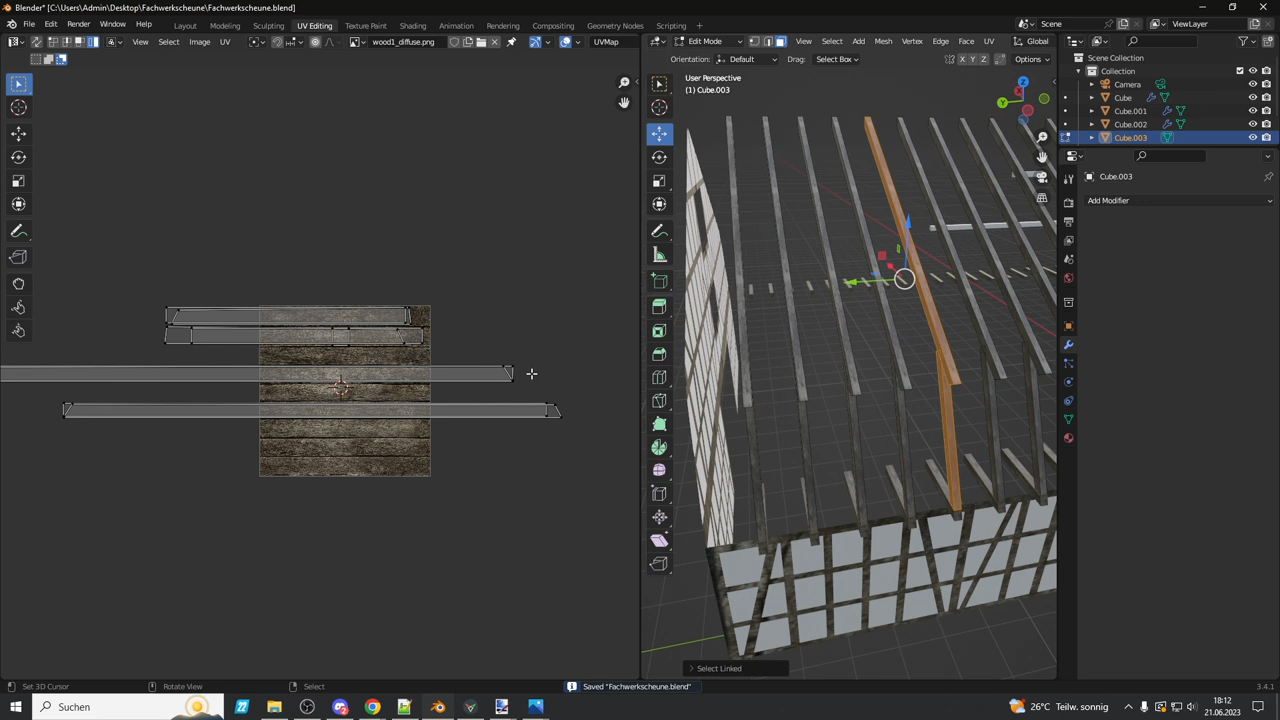 Blender* [C:\Users\Admin\Desktop\Fachwerkscheune\Fachwerkscheune.blend]
File Edit Render Window Help Layout Modeling Sculpting UV Editing Texture Paint Shading Animation Rendering Compositing Geometry Nodes Scripting Scene ViewLayer
View Select Image UV wood1_diffuse.png UVMap Edit Mode View Select Add Mesh Vertex Edge Face UV Global
Orientation: Default Drag: Select Box X Y Z Options
Scene Collection
Collection
Camera
Cube
Cube.001
Cube.002
Cube.003
User Perspective
(1) Cube.003
Z
Y
Cube.003
Add Modifier
Select Linked
Set 3D Cursor Rotate View Select Saved "Fachwerkscheune.blend" 3.4.1
Suchen 26°C Teilw. sonnig 18:12
21.06.2023